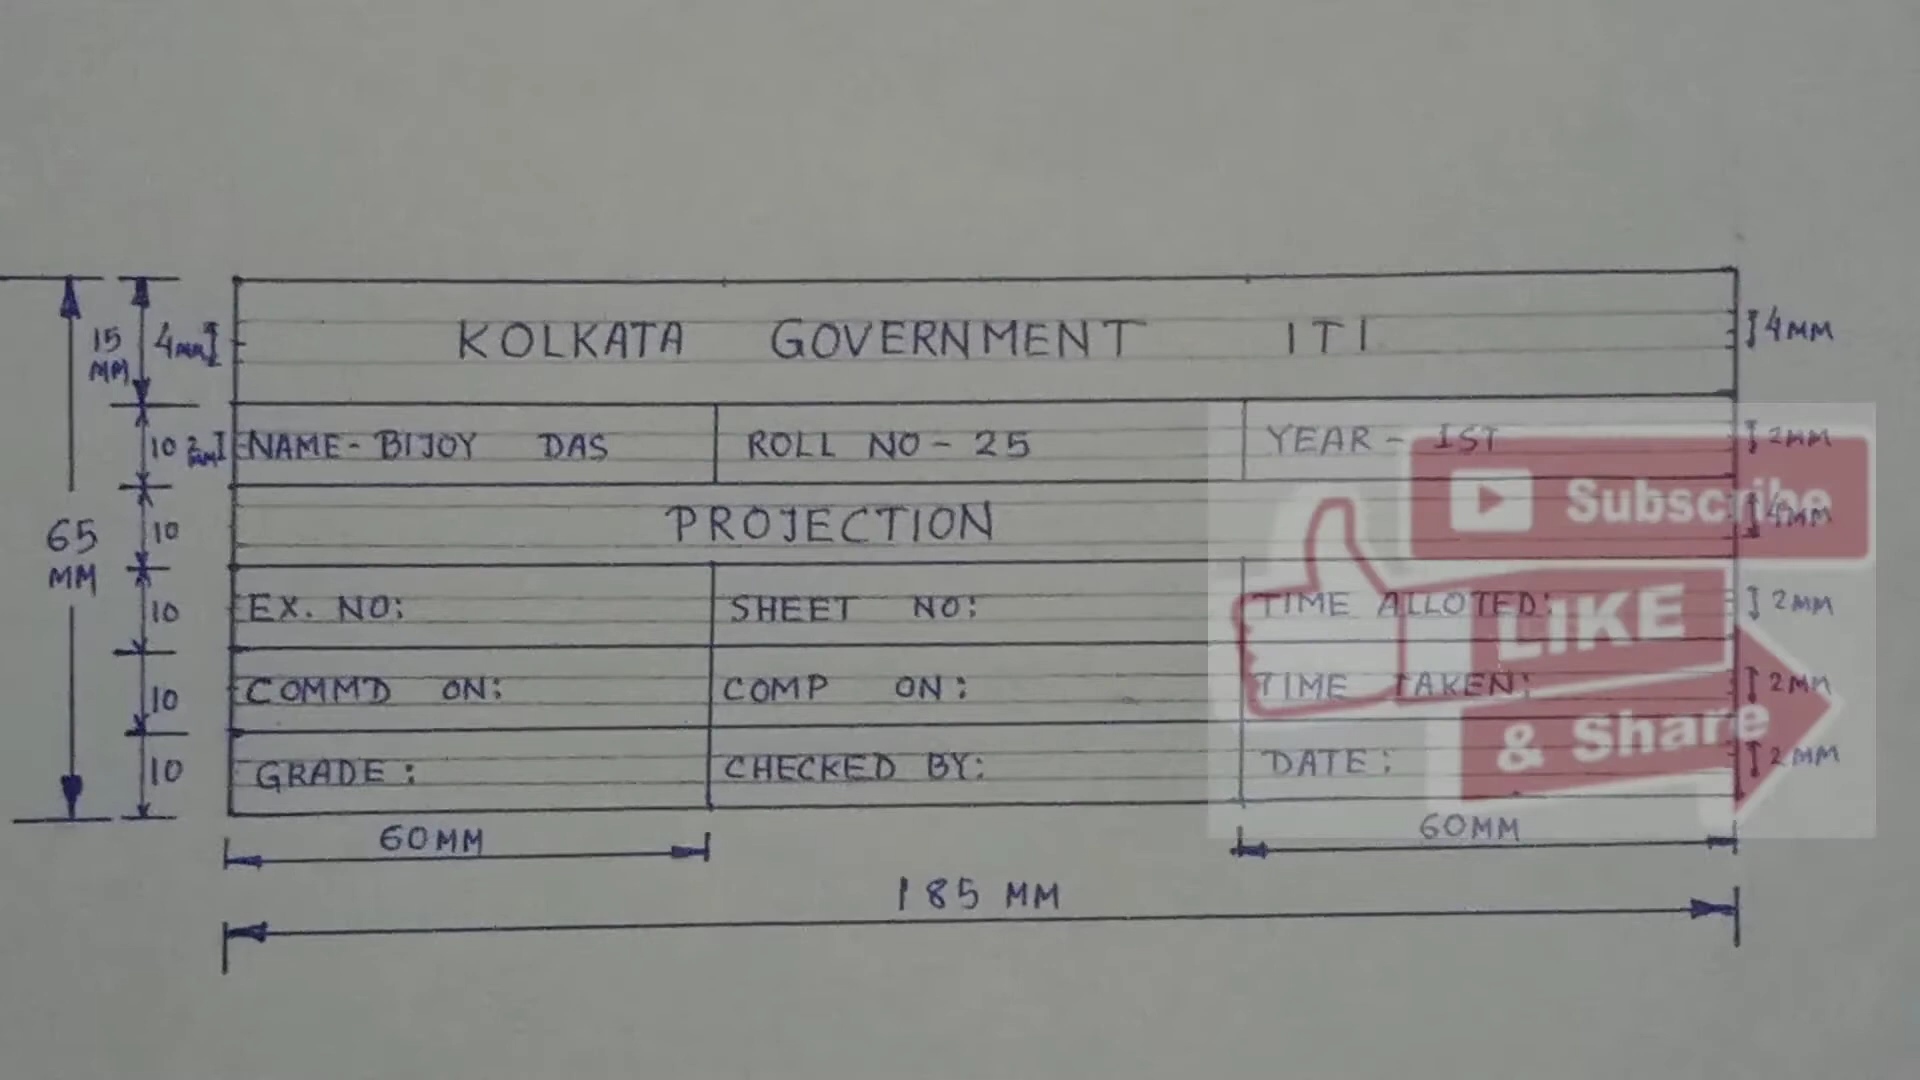 KOLKATA GOVERNMENT ITI
15 MM
4mm
4MM
NAME - BIJOY DAS
ROLL NO - 25
YEAR - 1ST
10
2mm
2MM
PROJECTION
10
4MM
Subscribe
65 MM
EX. NO:
SHEET NO:
TIME ALLOTED:
10
2MM
LIKE
COMM'D ON:
COMP ON:
TIME TAKEN:
10
2MM
& Share
GRADE:
CHECKED BY:
DATE:
10
2MM
60MM
60MM
185 MM